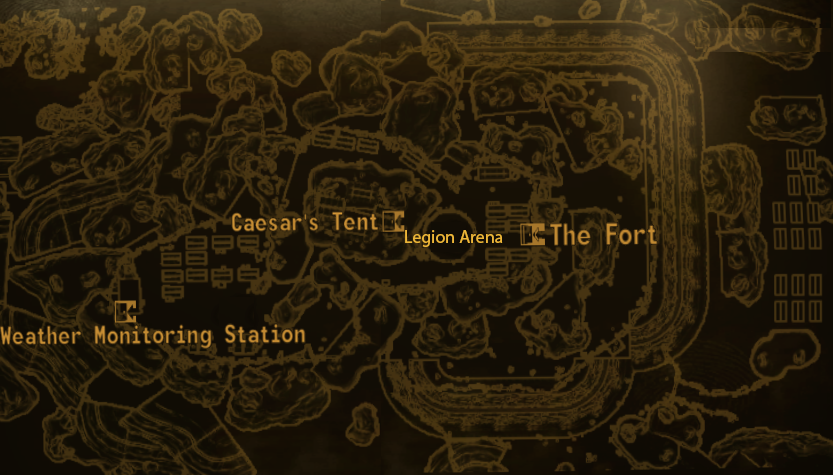 Caesar's Tent
Legion Arena
The Fort
Weather Monitoring Station